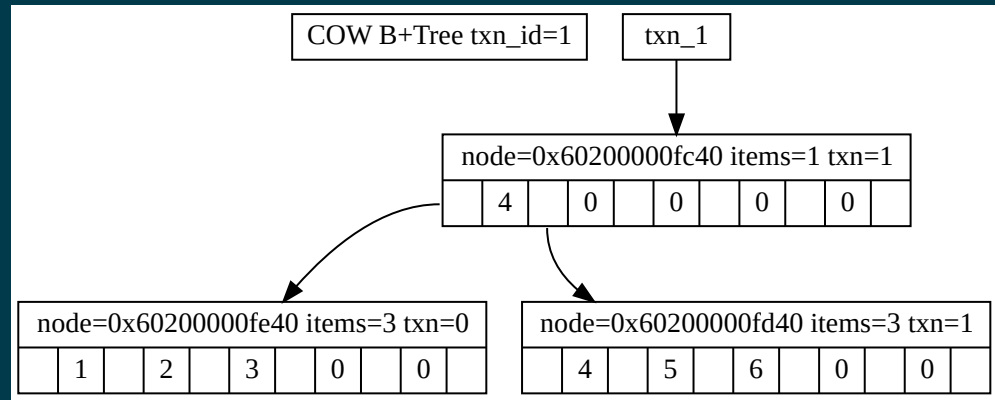 COW B+Tree txn_id=1 txn_1
node=0x60200000fc40 items=1 txn=1
4 0 0 0 0
node=0x60200000fe40 items=3 txn=0
1 2 3 0 0
node=0x60200000fd40 items=3 txn=1
4 5 6 0 0